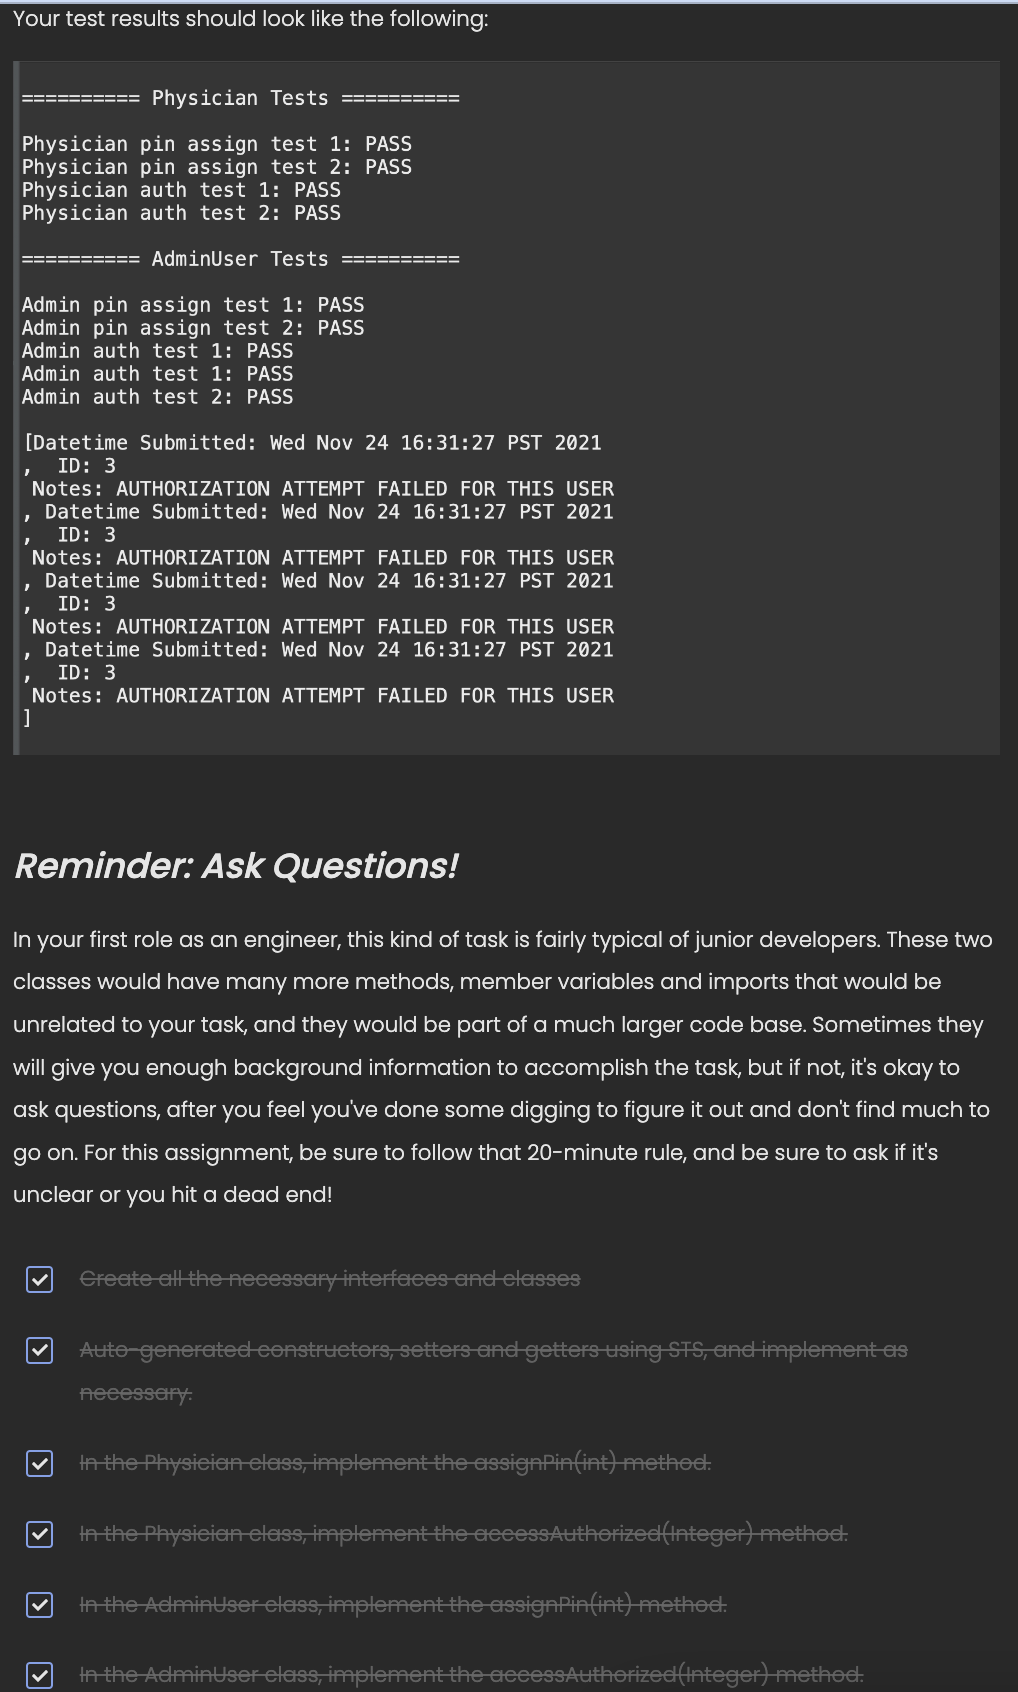 Your test results should look like the following:
========== Physician Tests ==========
Physician pin assign test 1: PASS
Physician pin assign test 2: PASS
Physician auth test 1: PASS
Physician auth test 2: PASS
========== AdminUser Tests ==========
Admin pin assign test 1: PASS
Admin pin assign test 2: PASS
Admin auth test 1: PASS
Admin auth test 1: PASS
Admin auth test 2: PASS
[Datetime Submitted: Wed Nov 24 16:31:27 PST 2021
,  ID: 3
Notes: AUTHORIZATION ATTEMPT FAILED FOR THIS USER
, Datetime Submitted: Wed Nov 24 16:31:27 PST 2021
,  ID: 3
Notes: AUTHORIZATION ATTEMPT FAILED FOR THIS USER
, Datetime Submitted: Wed Nov 24 16:31:27 PST 2021
,  ID: 3
Notes: AUTHORIZATION ATTEMPT FAILED FOR THIS USER
, Datetime Submitted: Wed Nov 24 16:31:27 PST 2021
,  ID: 3
Notes: AUTHORIZATION ATTEMPT FAILED FOR THIS USER
]
Reminder: Ask Questions!
In your first role as an engineer, this kind of task is fairly typical of junior developers. These two
classes would have many more methods, member variables and imports that would be
unrelated to your task, and they would be part of a much larger code base. Sometimes they
will give you enough background information to accomplish the task, but if not, it's okay to
ask questions, after you feel you've done some digging to figure it out and don't find much to
go on. For this assignment, be sure to follow that 20-minute rule, and be sure to ask if it's
unclear or you hit a dead end!
Create all the necessary interfaces and classes
Auto-generated constructors, setters and getters using STS, and implement as
necessary.
In the Physician class, implement the assignPin(int) method.
In the Physician class, implement the accessAuthorized(Integer) method.
In the AdminUser class, implement the assignPin(int) method.
In the AdminUser class, implement the accessAuthorized(Integer) method.